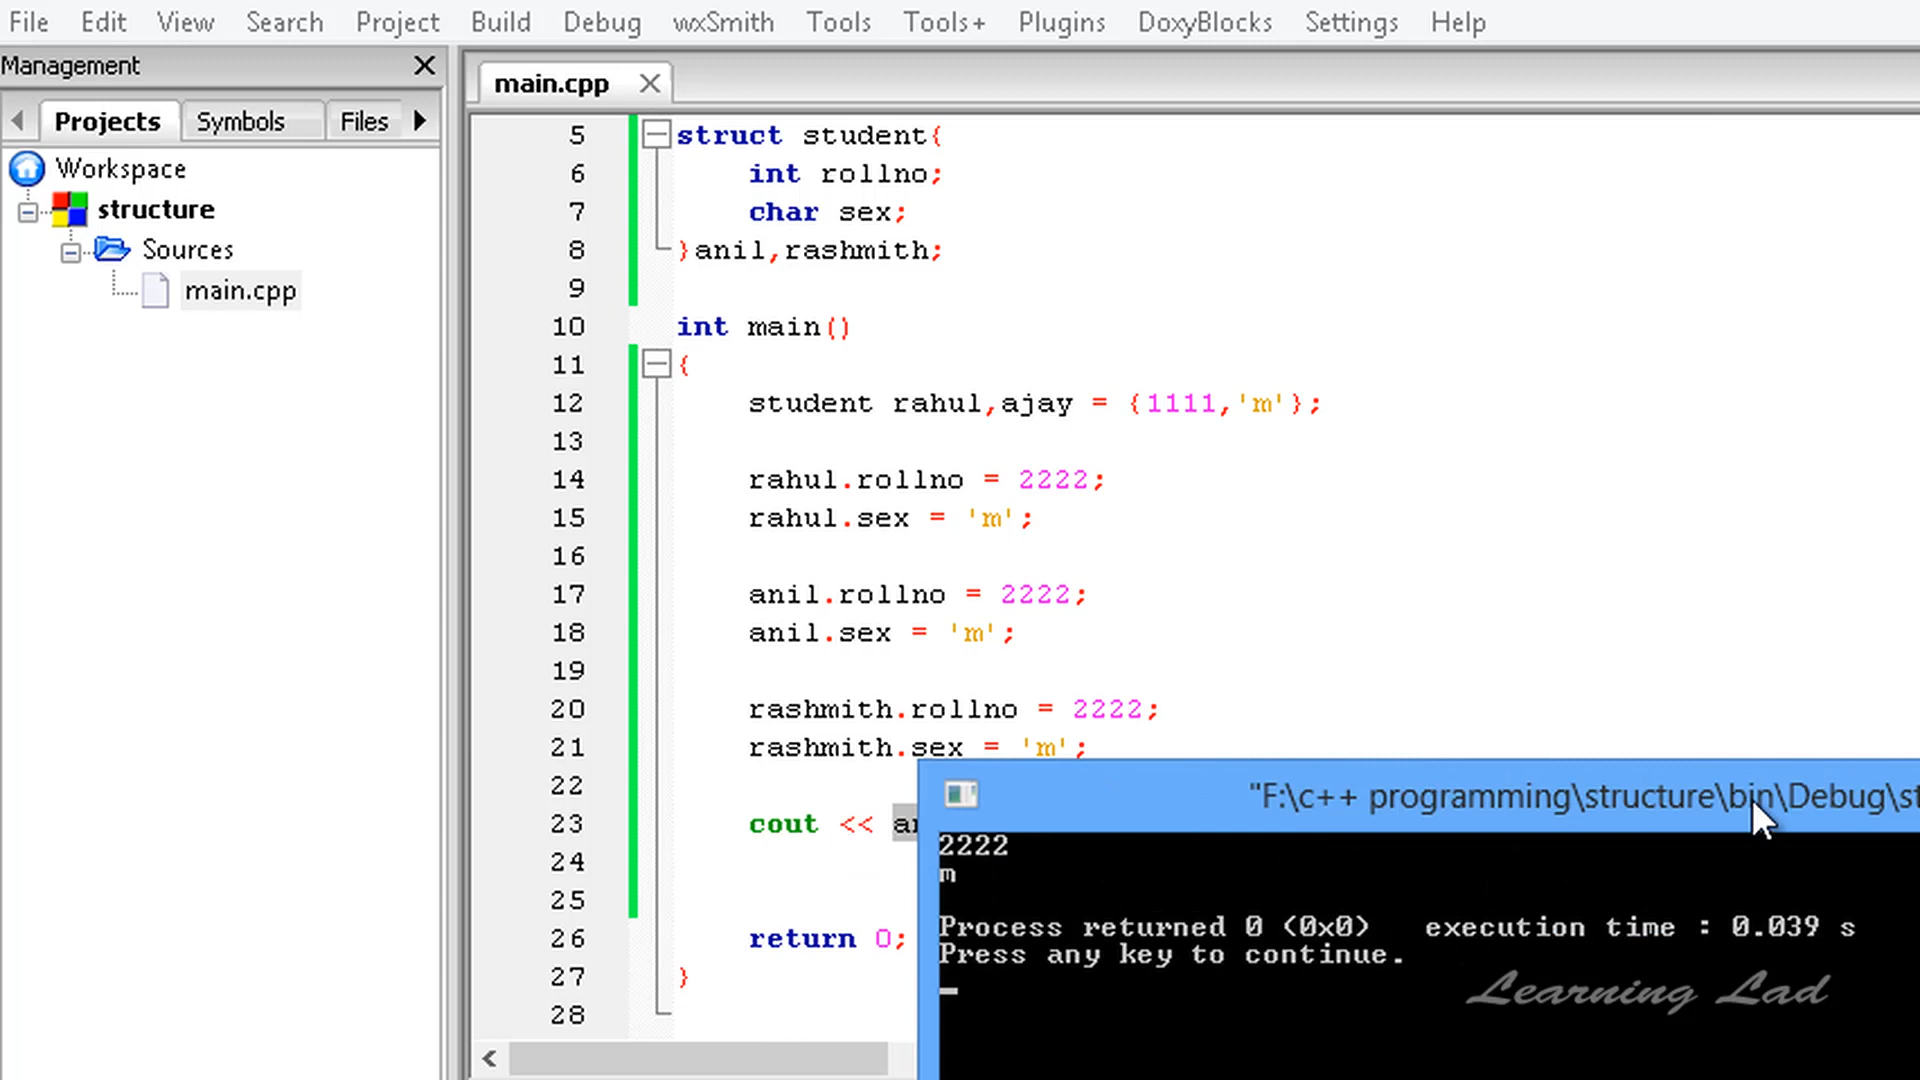 File Edit View Search Project Build Debug wxSmith Tools Tools+ Plugins DoxyBlocks Settings Help
Management
Projects Symbols Files
Workspace
structure
Sources
main.cpp
main.cpp
5 struct student{
6 int rollno;
7 char sex;
8 }anil,rashmith;
9
10 int main()
11 {
12 student rahul,ajay = {1111,'m'};
13
14 rahul.rollno = 2222;
15 rahul.sex = 'm';
16
17 anil.rollno = 2222;
18 anil.sex = 'm';
19
20 rashmith.rollno = 2222;
21 rashmith.sex = 'm';
22
23 cout <<
24
25
26 return 0;
27 }
28
"F:\c++ programming\structure\bin\Debug\st
2222
m
Process returned 0 (0x0) execution time : 0.039 s
Press any key to continue.
Learning Lad